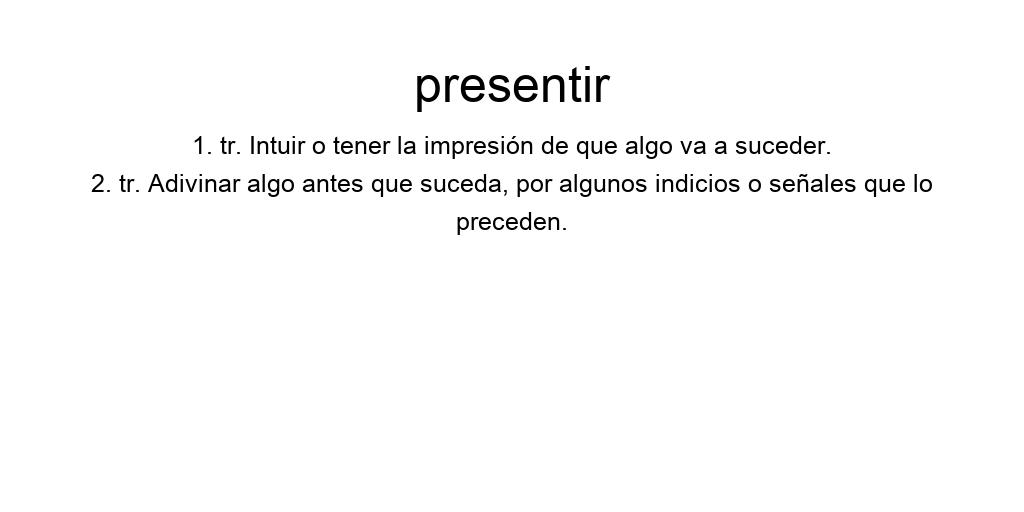 presentir
1. tr. Intuir o tener la impresión de que algo va a suceder.
2. tr. Adivinar algo antes que suceda, por algunos indicios o señales que lo
preceden.